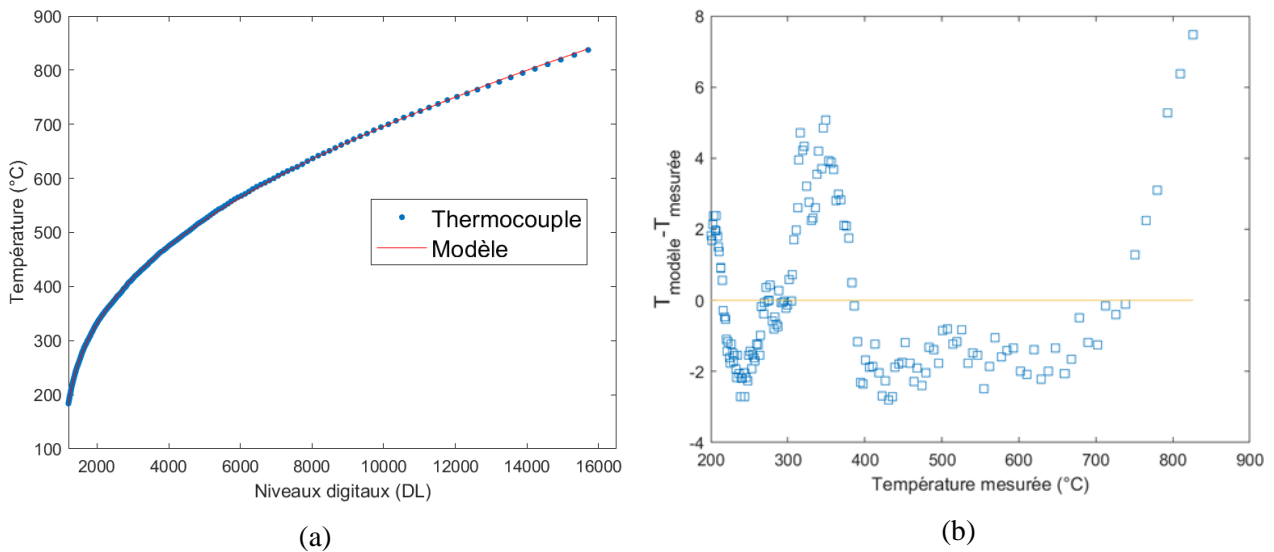 900
800
700
600
500
400
300
200
100
Température (°C)
Thermocouple
Modèle
2000 4000 6000 8000 10000 12000 14000 16000
Niveaux digitaux (DL)
(a)
8
6
4
2
0
-2
-4
T modèle - T mesurée
200 300 400 500 600 700 800 900
Température mesurée (°C)
(b)